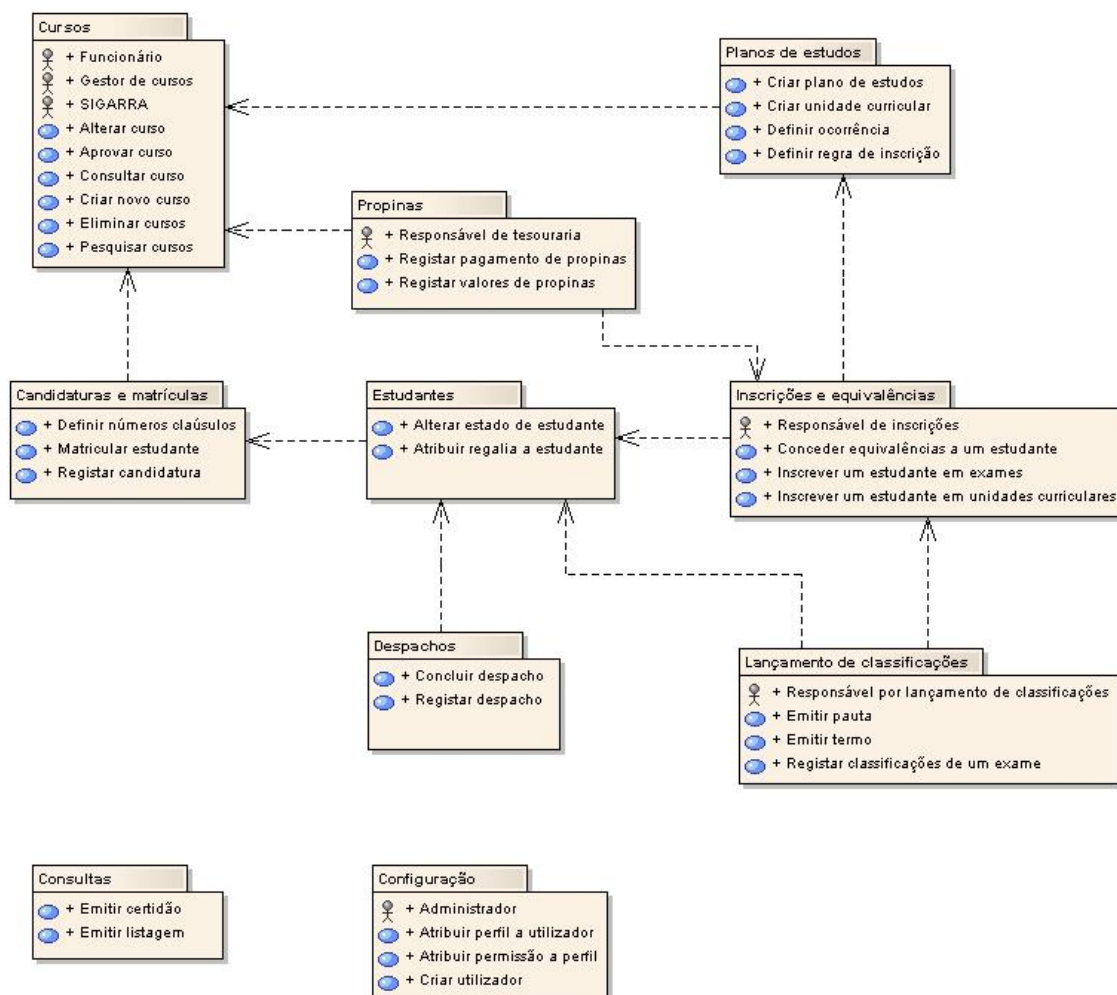 Cursos
+ Funcionário
+ Gestor de cursos
+ SIGARRA
+ Alterar curso
+ Aprovar curso
+ Consultar curso
+ Criar novo curso
+ Eliminar cursos
+ Pesquisar cursos
Planos de estudos
+ Criar plano de estudos
+ Criar unidade curricular
+ Definir ocorrência
+ Definir regra de inscrição
Propinas
+ Responsável de tesouraria
+ Registar pagamento de propinas
+ Registar valores de propinas
Candidaturas e matrículas
+ Definir números claúsulos
+ Matricular estudante
+ Registar candidatura
Estudantes
+ Alterar estado de estudante
+ Atribuir regalia a estudante
Inscrições e equivalências
+ Responsável de inscrições
+ Conceder equivalências a um estudante
+ Inscrever um estudante em exames
+ Inscrever um estudante em unidades curriculares
Despachos
+ Concluir despacho
+ Registar despacho
Lançamento de classificações
+ Responsável por lançamento de classificações
+ Emitir pauta
+ Emitir termo
+ Registar classificações de um exame
Consultas
+ Emitir certidão
+ Emitir listagem
Configuração
+ Administrador
+ Atribuir perfil a utilizador
+ Atribuir permissão a perfil
+ Criar utilizador